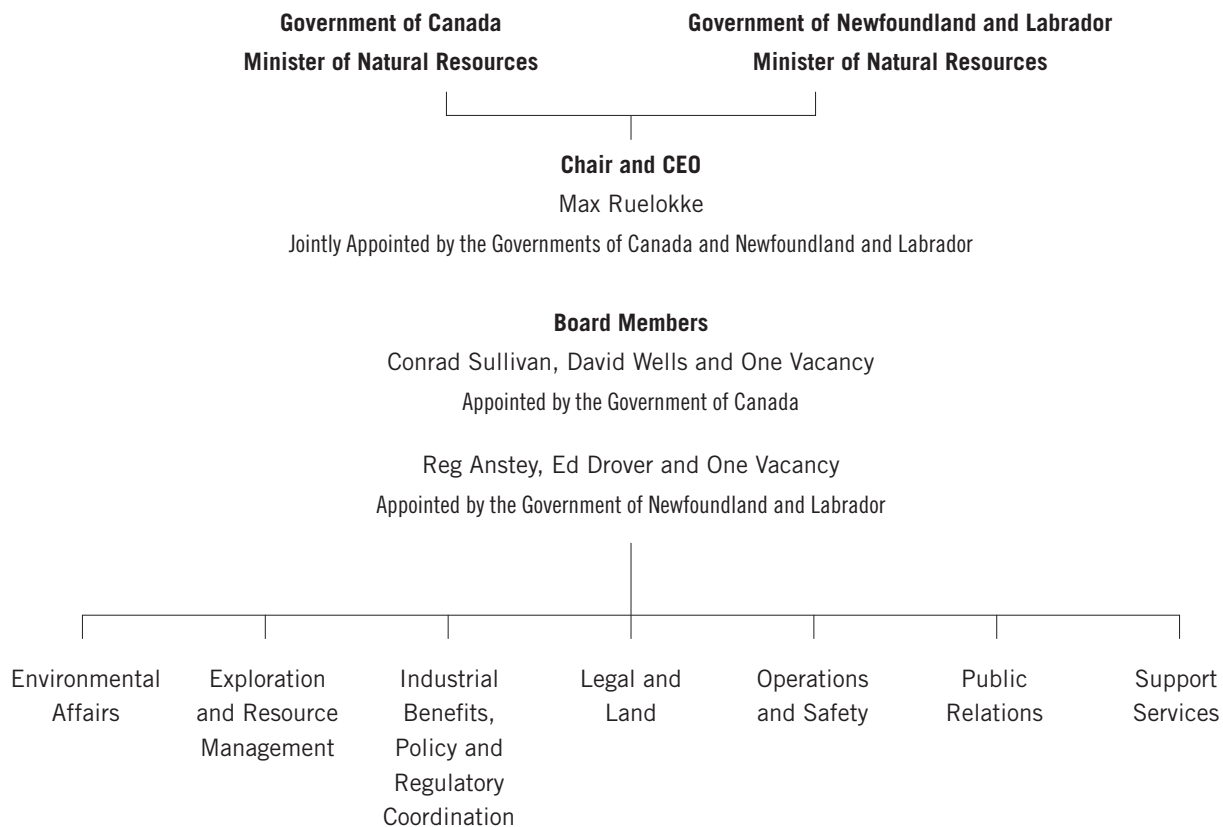 Government of Canada
Minister of Natural Resources
Government of Newfoundland and Labrador
Minister of Natural Resources
Chair and CEO
Max Ruelokke
Jointly Appointed by the Governments of Canada and Newfoundland and Labrador
Board Members
Conrad Sullivan, David Wells and One Vacancy
Appointed by the Government of Canada
Reg Anstey, Ed Drover and One Vacancy
Appointed by the Government of Newfoundland and Labrador
Environmental
Affairs
Exploration
and Resource
Management
Industrial
Benefits,
Policy and
Regulatory
Coordination
Legal and
Land
Operations
and Safety
Public
Relations
Support
Services